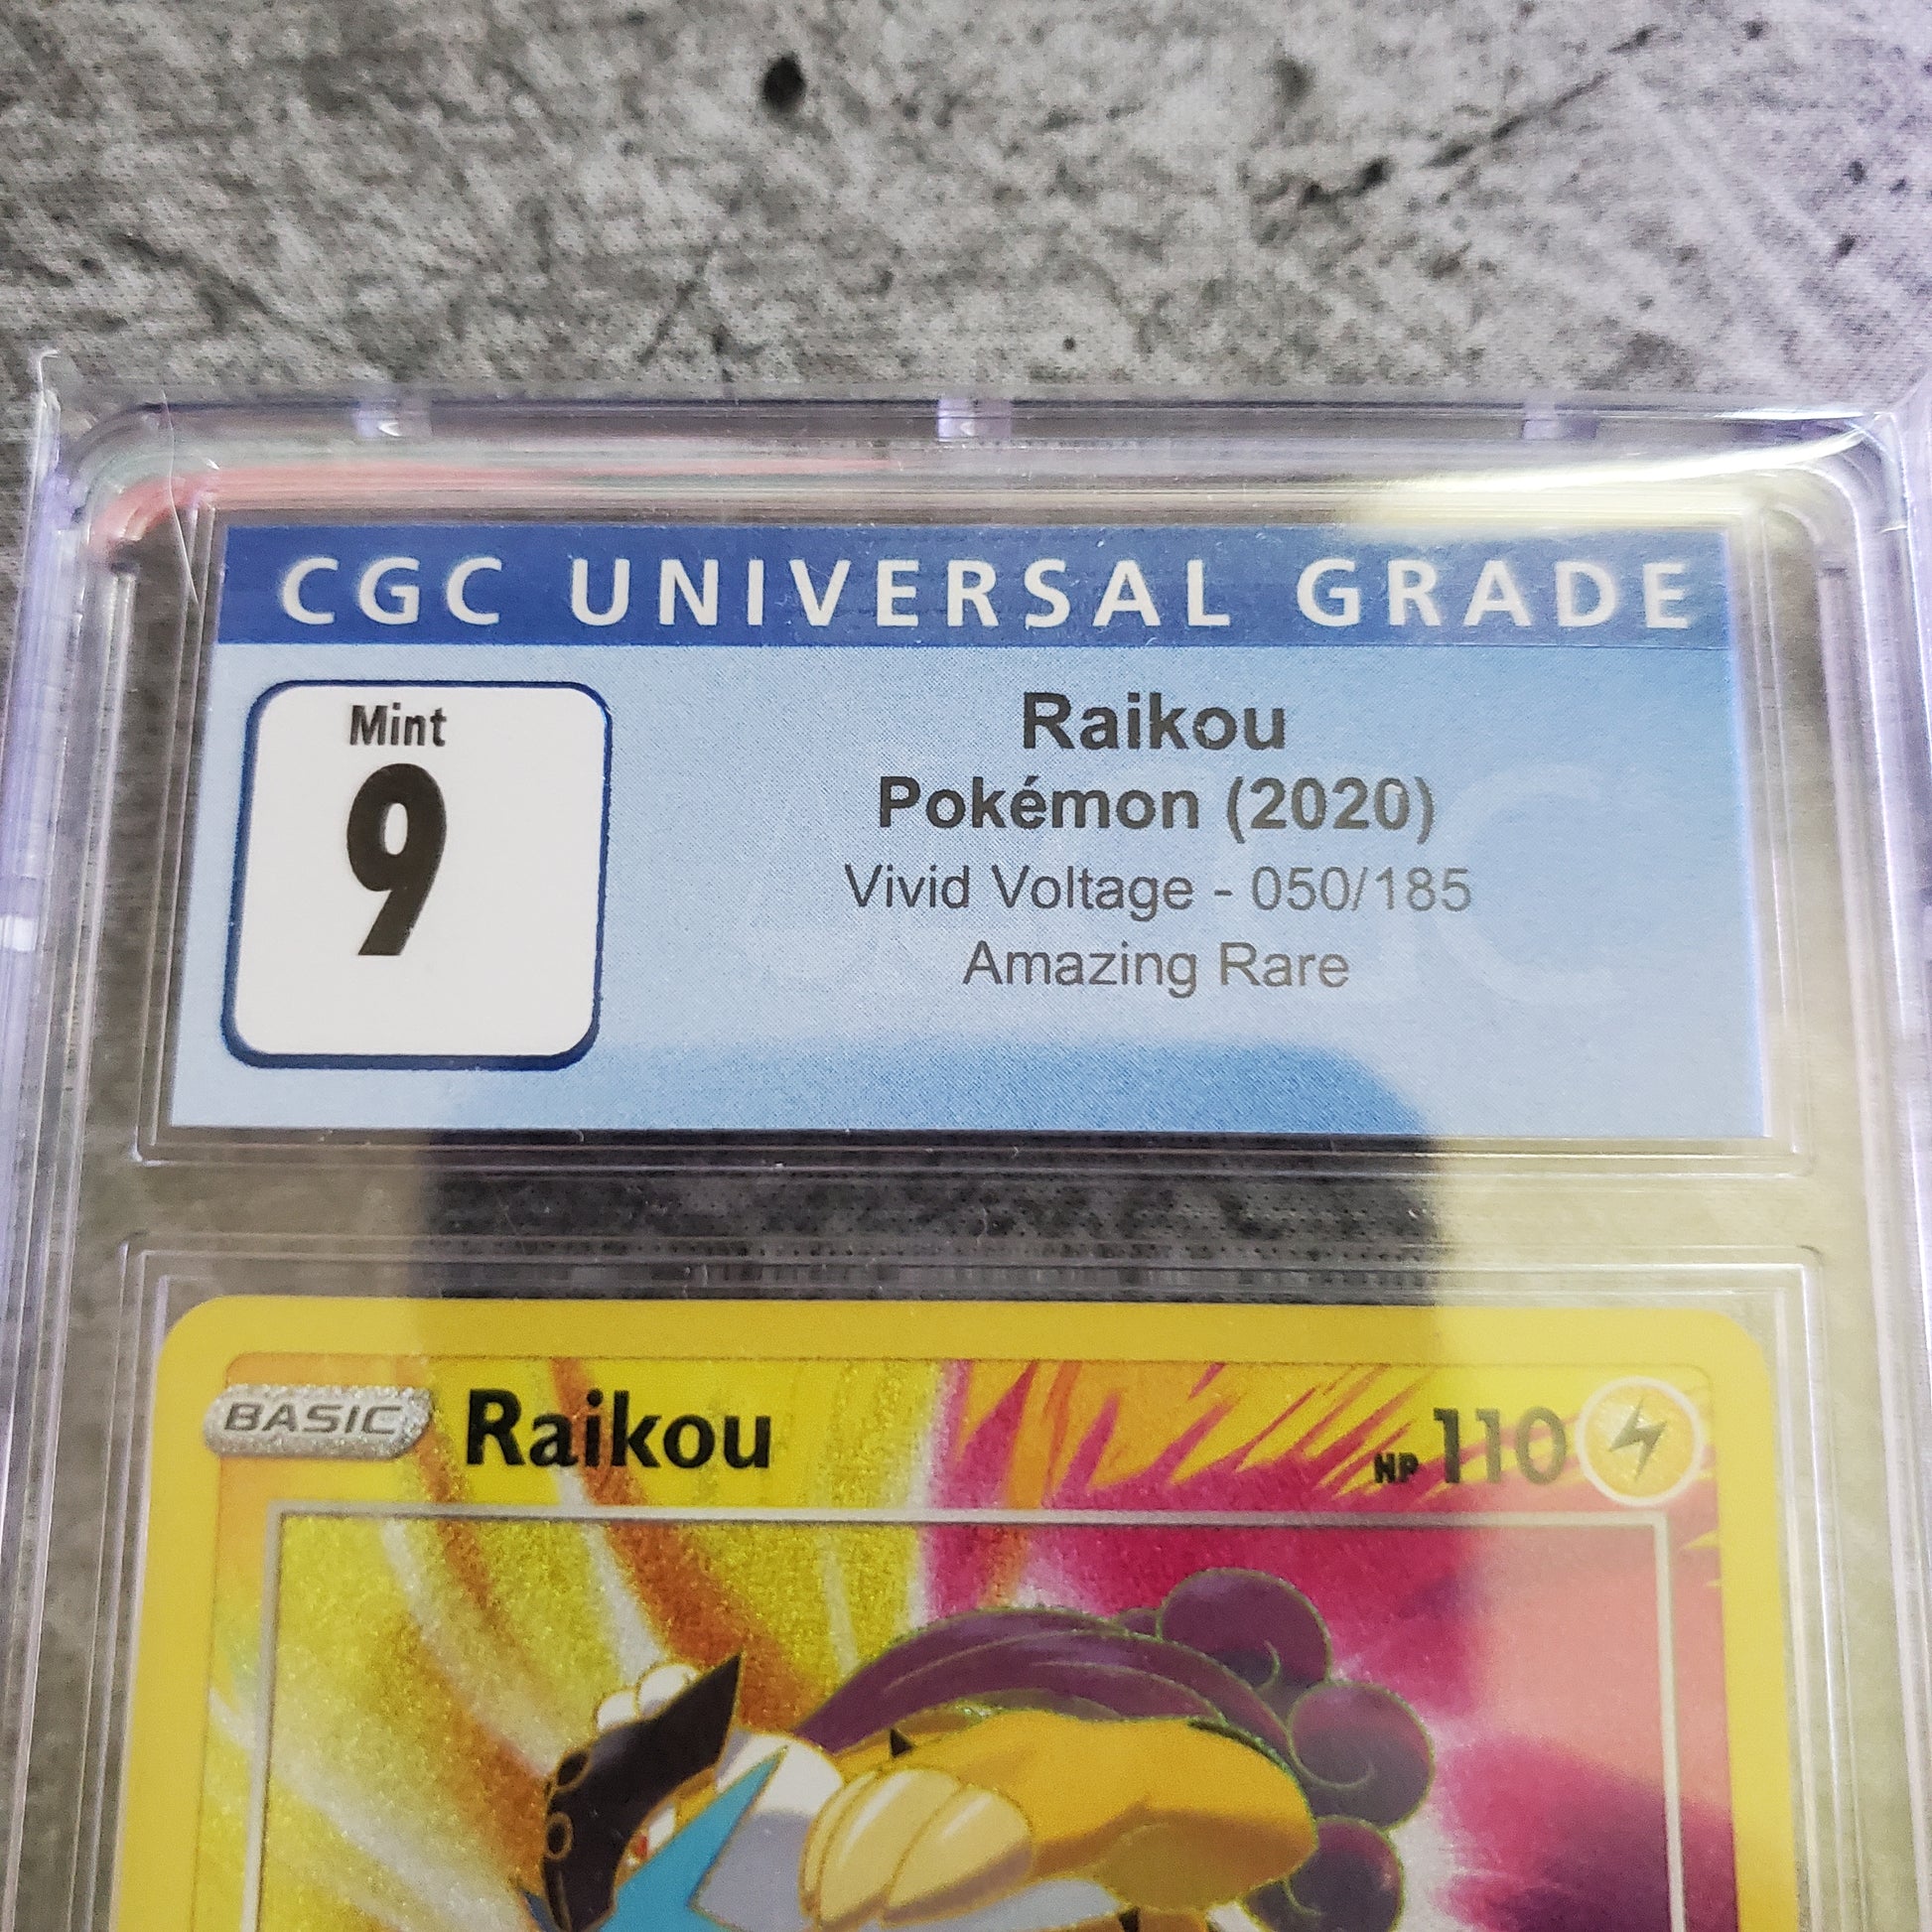 CGC UNIVERSAL GRADE
Mint
9
Raikou
Pokémon (2020)
Vivid Voltage - 050/185
Amazing Rare
BASIC Raikou HP 110